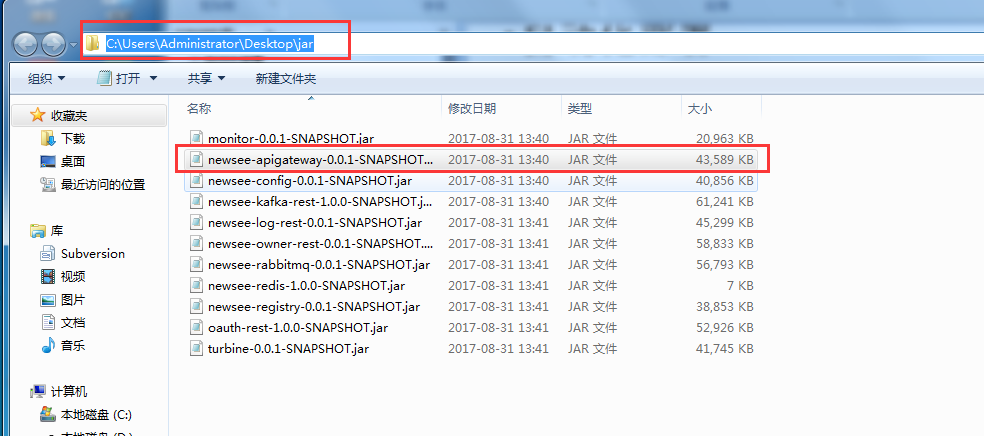 C:\Users\Administrator\Desktop\jar
组织 打开 共享 新建文件夹
收藏夹
下载
桌面
最近访问的位置
库
Subversion
视频
图片
文档
音乐
计算机
本地磁盘 (C:)
名称 修改日期 类型 大小
monitor-0.0.1-SNAPSHOT.jar 2017-08-31 13:40 JAR 文件 20,963 KB
newsee-apigateway-0.0.1-SNAPSHOT... 2017-08-31 13:40 JAR 文件 43,589 KB
newsee-config-0.0.1-SNAPSHOT.jar 2017-08-31 13:40 JAR 文件 40,856 KB
newsee-kafka-rest-1.0.0-SNAPSHOT.j... 2017-08-31 13:40 JAR 文件 61,241 KB
newsee-log-rest-0.0.1-SNAPSHOT.jar 2017-08-31 13:41 JAR 文件 45,299 KB
newsee-owner-rest-0.0.1-SNAPSHOT.... 2017-08-31 13:41 JAR 文件 58,833 KB
newsee-rabbitmq-0.0.1-SNAPSHOT.jar 2017-08-31 13:41 JAR 文件 56,793 KB
newsee-redis-1.0.0-SNAPSHOT.jar 2017-08-31 13:41 JAR 文件 7 KB
newsee-registry-0.0.1-SNAPSHOT.jar 2017-08-31 13:41 JAR 文件 38,853 KB
oauth-rest-1.0.0-SNAPSHOT.jar 2017-08-31 13:41 JAR 文件 52,926 KB
turbine-0.0.1-SNAPSHOT.jar 2017-08-31 13:41 JAR 文件 41,745 KB